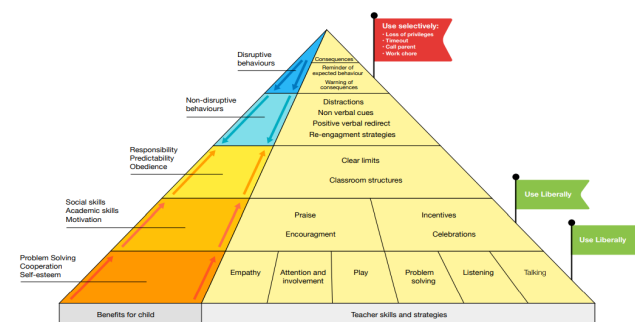 Use selectively:
- Loss of privileges
- Timeout
- Call parent
- Work chore
Disruptive
behaviours
Consequences
Reminder of
expected behaviour
Warning of
consequences
Non-disruptive
behaviours
Distractions
Non verbal cues
Positive verbal redirect
Re-engagment strategies
Responsibility
Predictability
Obedience
Clear limits
Classroom structures
Use Liberally
Social skills
Academic skills
Motivation
Praise
Encouragment
Incentives
Celebrations
Use Liberally
Problem Solving
Cooperation
Self-esteem
Empathy
Attention and
involvement
Play
Problem
solving
Listening
Talking
Benefits for child
Teacher skills and strategies